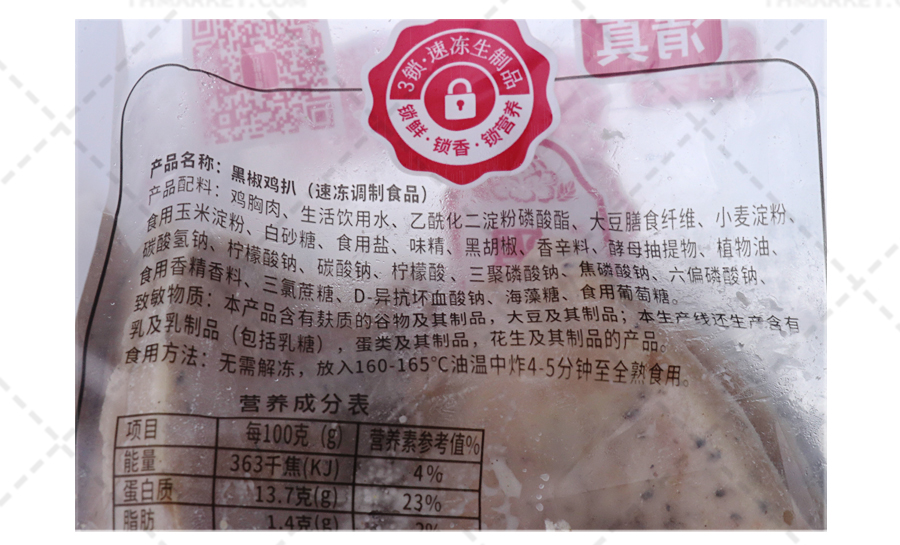 清真
3锁·速冻生制品
锁鲜·锁香·锁营养
产品名称：黑椒鸡扒（速冻调制食品）
产品配料：鸡胸肉、生活饮用水、乙酰化二淀粉磷酸酯、大豆膳食纤维、小麦淀粉、
食用玉米淀粉、白砂糖、食用盐、味精、黑胡椒、香辛料、酵母抽提物、植物油、
碳酸氢钠、柠檬酸钠、碳酸钠、柠檬酸、三聚磷酸钠、焦磷酸钠、六偏磷酸钠、
食用香精香料、三氯蔗糖、D-异抗坏血酸钠、海藻糖、食用葡萄糖。
致敏物质：本产品含有麸质的谷物及其制品，大豆及其制品；本生产线还生产含有
乳及乳制品（包括乳糖），蛋类及其制品，花生及其制品的产品。
食用方法：无需解冻，放入160-165℃油温中炸4-5分钟至全熟食用。
营养成分表
项目 每100克（g） 营养素参考值%
能量 363千焦(KJ) 4%
蛋白质 13.7克(g) 23%
脂肪 1.4克(g) 2%